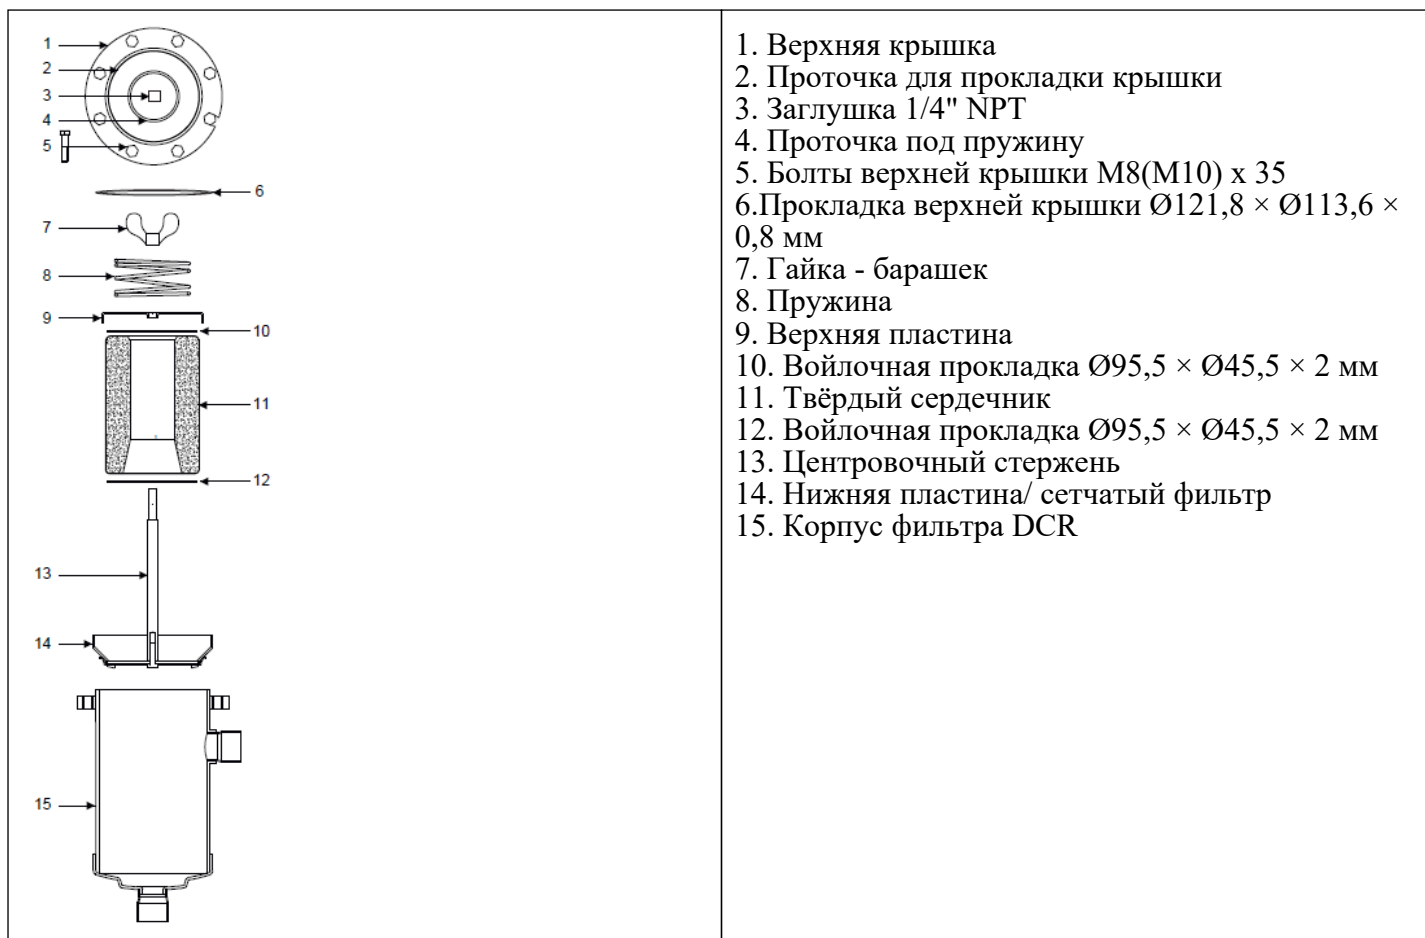 1
2
3
4
5
6
7
8
9
10
11
12
13
14
15
1. Верхняя крышка
2. Проточка для прокладки крышки
3. Заглушка 1/4" NPT
4. Проточка под пружину
5. Болты верхней крышки M8(M10) x 35
6.Прокладка верхней крышки Ø121,8 × Ø113,6 ×
0,8 мм
7. Гайка - барашек
8. Пружина
9. Верхняя пластина
10. Войлочная прокладка Ø95,5 × Ø45,5 × 2 мм
11. Твёрдый сердечник
12. Войлочная прокладка Ø95,5 × Ø45,5 × 2 мм
13. Центровочный стержень
14. Нижняя пластина/ сетчатый фильтр
15. Корпус фильтра DCR